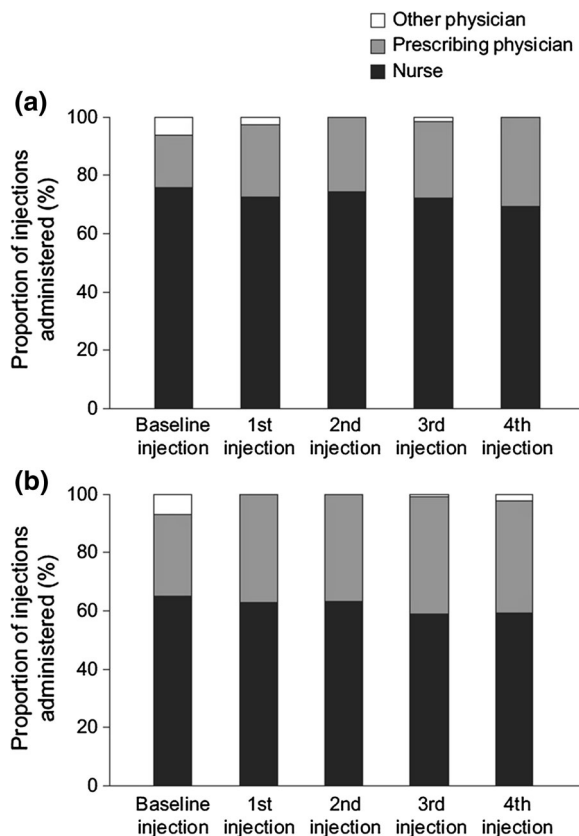 Other physician
Prescribing physician
Nurse
(a)
Proportion of injections
administered (%)
100
80
60
40
20
0
Baseline
injection
1st
injection
2nd
injection
3rd
injection
4th
injection
(b)
Proportion of injections
administered (%)
100
80
60
40
20
0
Baseline
injection
1st
injection
2nd
injection
3rd
injection
4th
injection